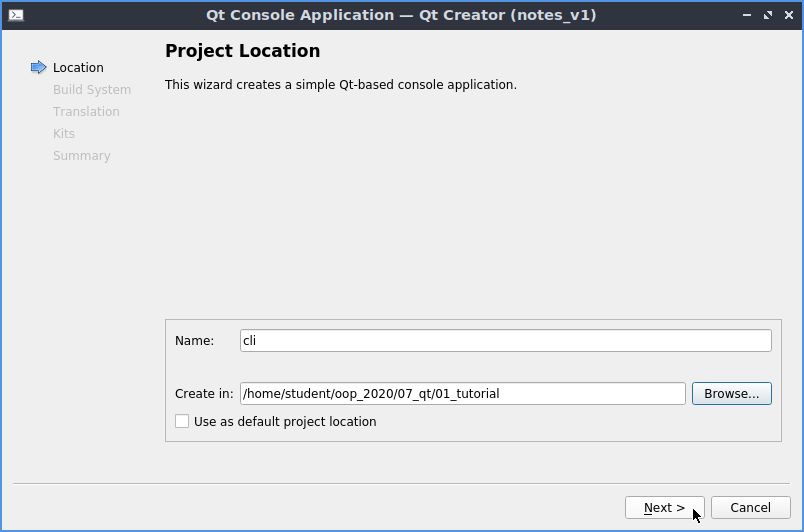 Qt Console Application — Qt Creator (notes_v1)
Project Location
Location
This wizard creates a simple Qt-based console application.
Build System
Translation
Kits
Summary
Name: cli
Create in: /home/student/oop_2020/07_qt/01_tutorial Browse...
Use as default project location
Next > Cancel